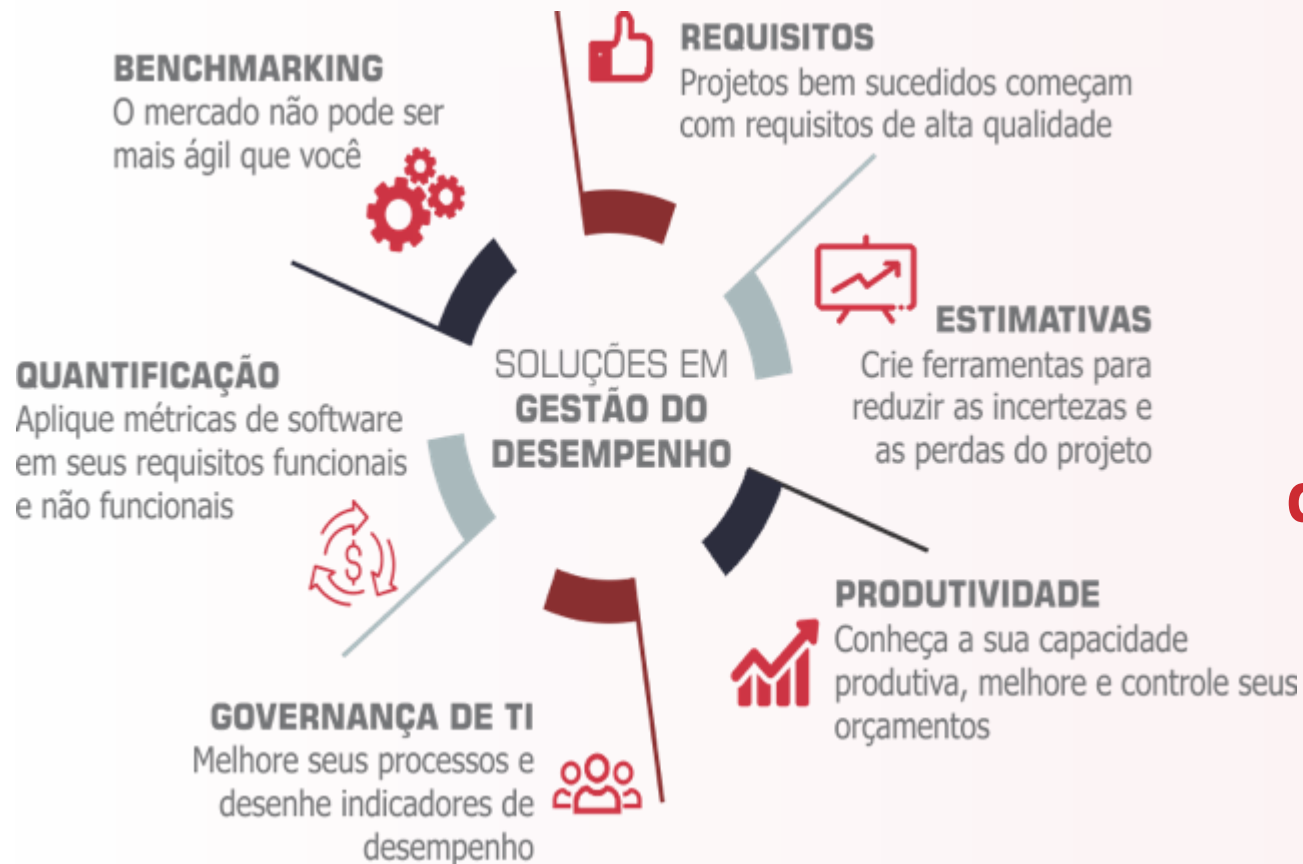 BENCHMARKING
O mercado não pode ser
mais ágil que você
REQUISITOS
Projetos bem sucedidos começam
com requisitos de alta qualidade
ESTIMATIVAS
Crie ferramentas para
reduzir as incertezas e
as perdas do projeto
SOLUÇÕES EM
GESTÃO DO
DESEMPENHO
QUANTIFICAÇÃO
Aplique métricas de software
em seus requisitos funcionais
e não funcionais
$
PRODUTIVIDADE
Conheça a sua capacidade
produtiva, melhore e controle seus
orçamentos
GOVERNANÇA DE TI
Melhore seus processos e
desenhe indicadores de
desempenho